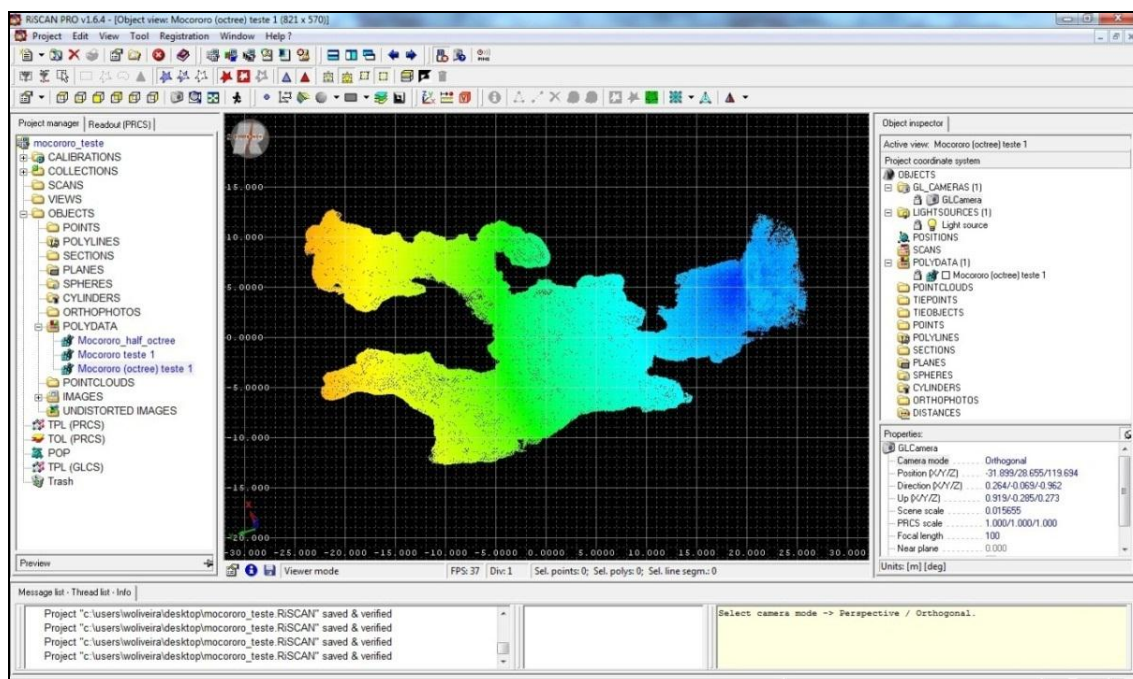 RiSCAN PRO v1.6.4 - [Object view: Mocororo (octree) teste 1 (821 x 570)]
Project Edit View Tool Registration Window Help ?
Project manager Readout (PRCS)
mocororo_teste
CALIBRATIONS
COLLECTIONS
SCANS
VIEWS
OBJECTS
POINTS
POLYLINES
SECTIONS
PLANES
SPHERES
CYLINDERS
ORTHOPHOTOS
POLYDATA
Mocororo_half_octree
Mocororo teste 1
Mocororo (octree) teste 1
POINTCLOUDS
IMAGES
UNDISTORTED IMAGES
TPL (PRCS)
TOL (PRCS)
POP
TPL (GLCS)
Trash
Preview
15.000
10.000
5.0000
0.0000
-5.000
-10.000
-15.000
-30.000 -25.000 -20.000 -15.000 -10.000 -5.0000 0.0000 5.0000 10.000 15.000 20.000 25.000 30.000
Viewer mode FPS: 37 Div: 1 Sel. points: 0; Sel. polys: 0; Sel. line segm.: 0
Object inspector
Active view: Mocororo (octree) teste 1
Project coordinate system
OBJECTS
GL_CAMERAS (1)
GLCamera
LIGHTSOURCES (1)
Light source
POSITIONS
SCANS
POLYDATA (1)
Mocororo (octree) teste 1
POINTCLOUDS
TIEPOINTS
TIEOBJECTS
POINTS
POLYLINES
SECTIONS
PLANES
SPHERES
CYLINDERS
ORTHOPHOTOS
DISTANCES
Properties:
GLCamera
Camera mode ....... Orthogonal
Position (X/Y/Z) ..... -31.899/28.655/119.694
Direction (X/Y/Z) .... 0.264/-0.069/-0.962
Up (X/Y/Z) ........ 0.919/-0.285/0.273
Scene scale ....... 0.015655
PRCS scale ....... 1.000/1.000/1.000
Focal length ....... 100
Near plane ....... 0.000
Units: [m] [deg]
Message list - Thread list - Info
Project "c:\users\woliveira\desktop\mocororo_teste.RiSCAN" saved & verified
Project "c:\users\woliveira\desktop\mocororo_teste.RiSCAN" saved & verified
Project "c:\users\woliveira\desktop\mocororo_teste.RiSCAN" saved & verified
Project "c:\users\woliveira\desktop\mocororo_teste.RiSCAN" saved & verified
Select camera mode -> Perspective / Orthogonal.